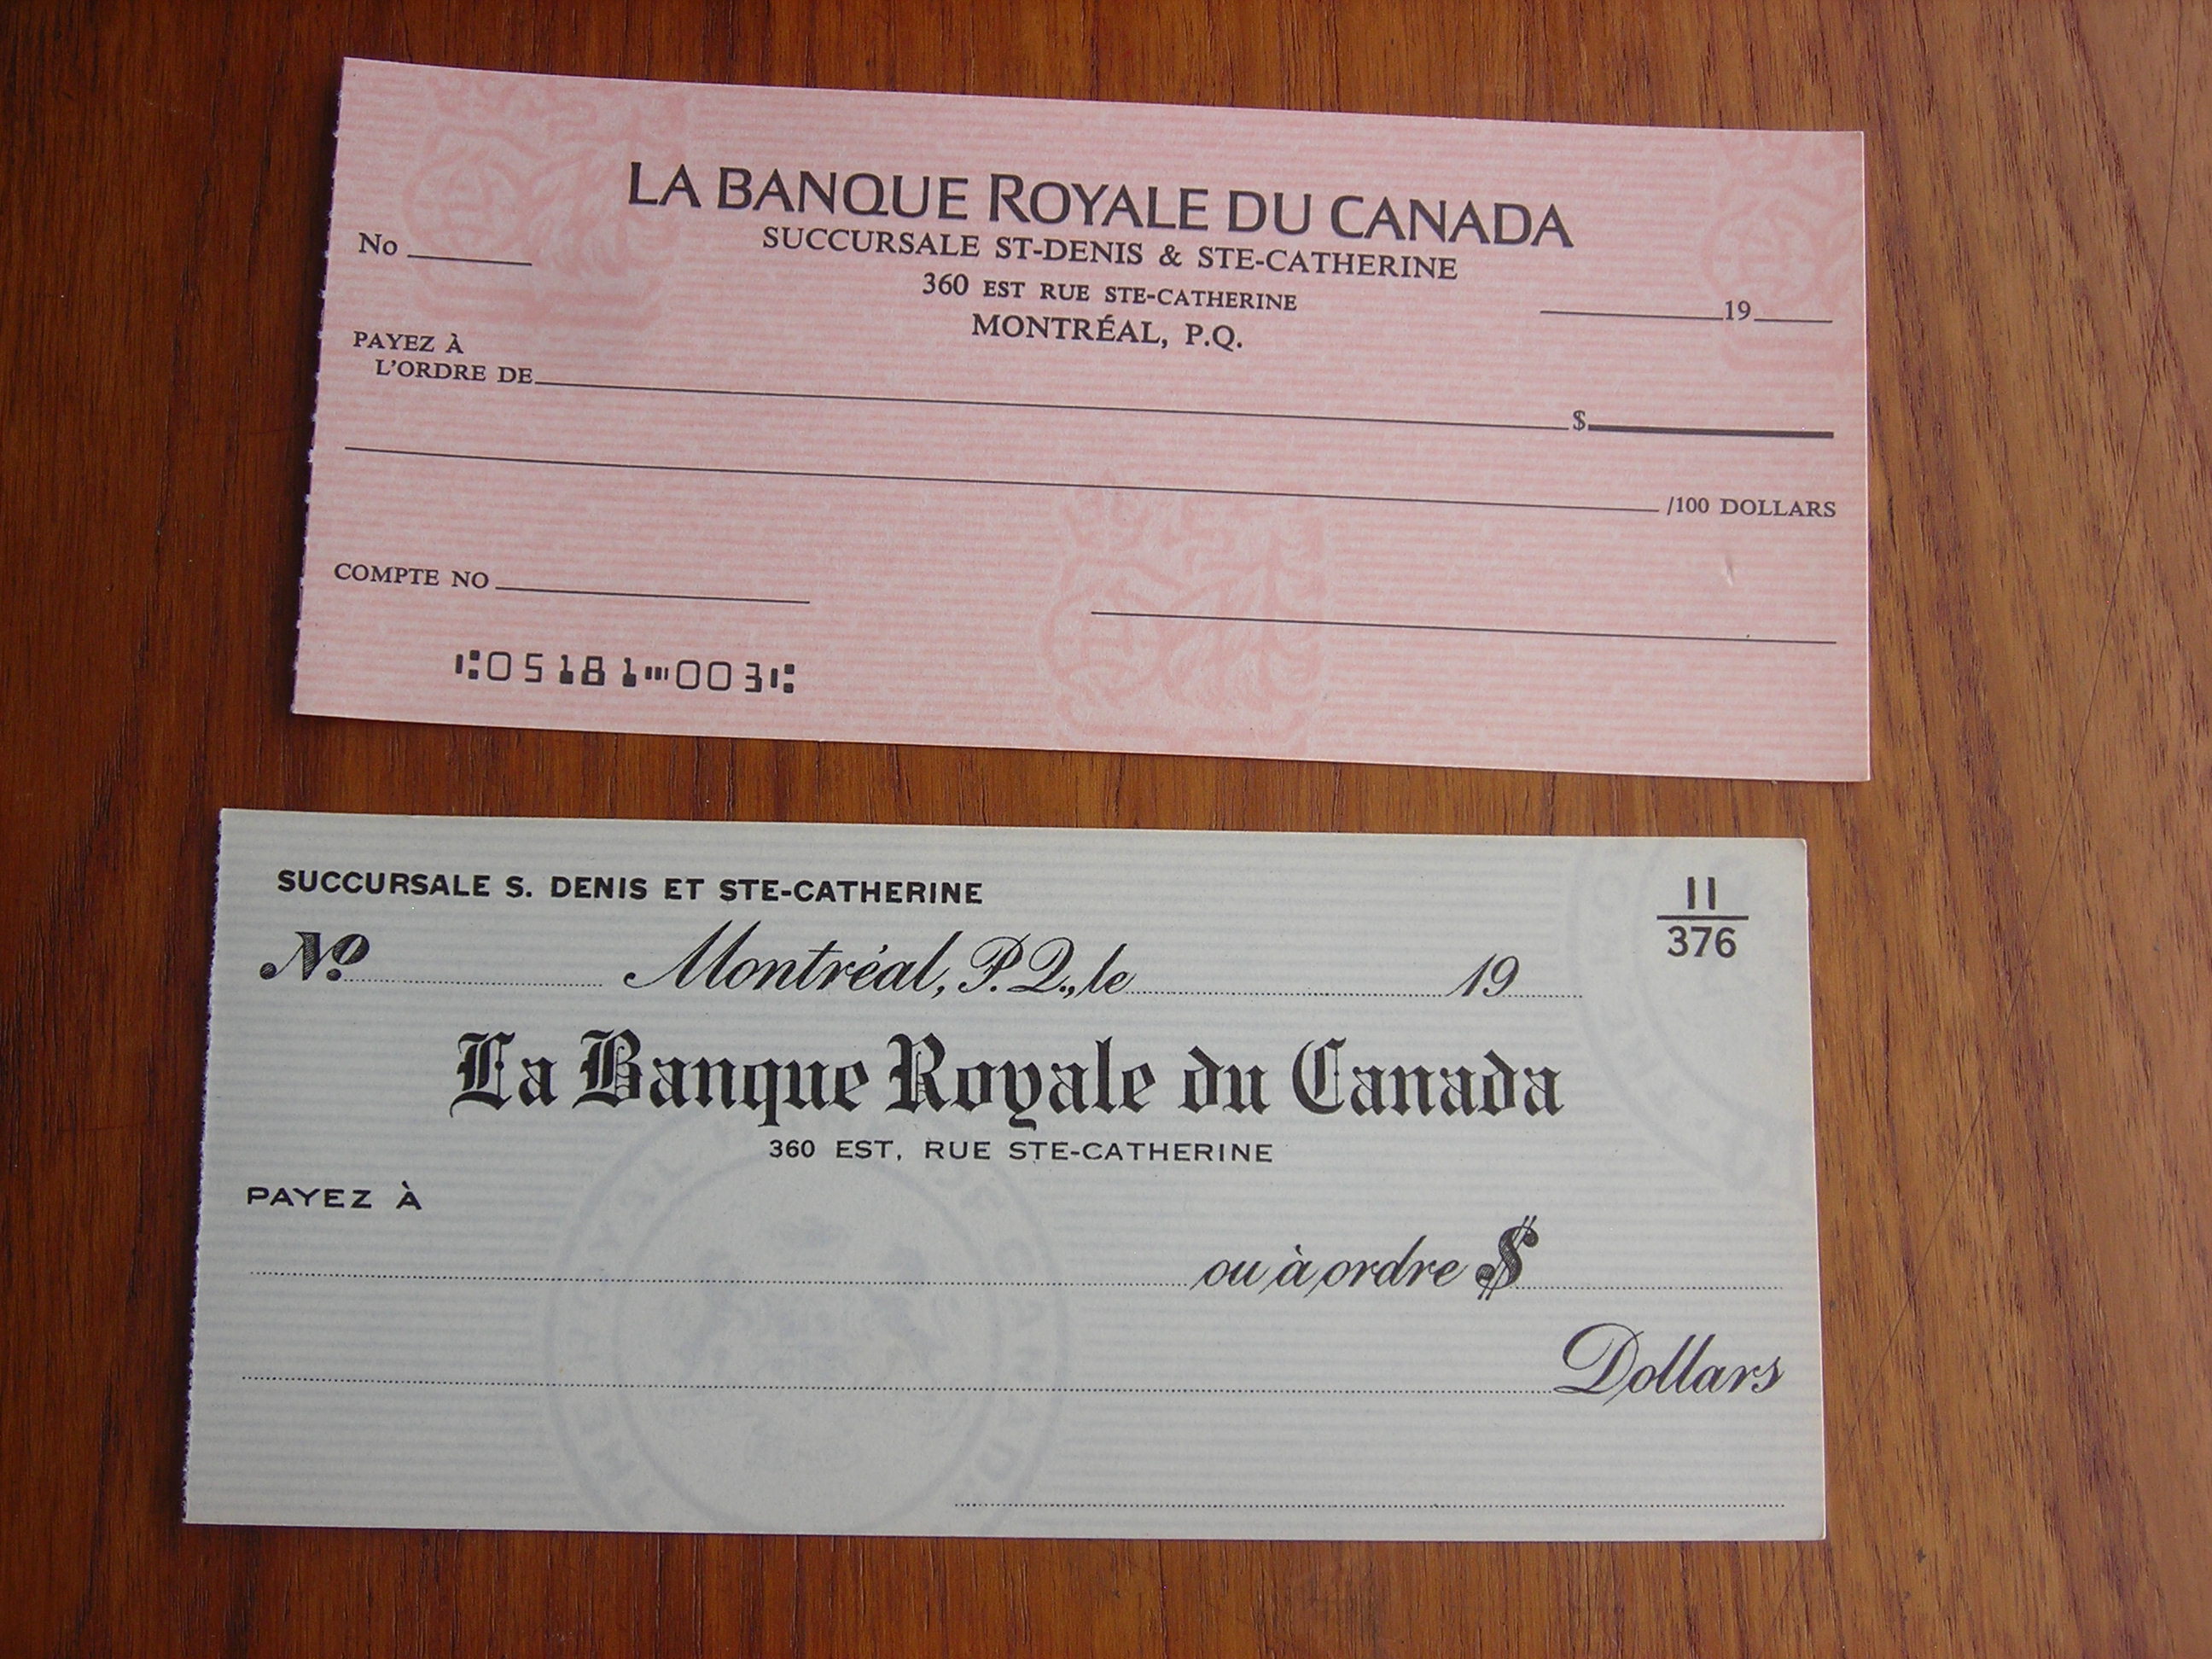 LA BANQUE ROYALE DU CANADA
SUCCURSALE ST-DENIS & STE-CATHERINE
360 EST RUE STE-CATHERINE
MONTRÉAL, P.Q.
No
19
PAYEZ À
L'ORDRE DE
$
/100 DOLLARS
COMPTE NO
⑆05181⑉003⑆
SUCCURSALE S. DENIS ET STE-CATHERINE
11
376
No. Montréal, P.Q., le 19
La Banque Royale du Canada
360 EST, RUE STE-CATHERINE
PAYEZ À
ou à ordre $
Dollars